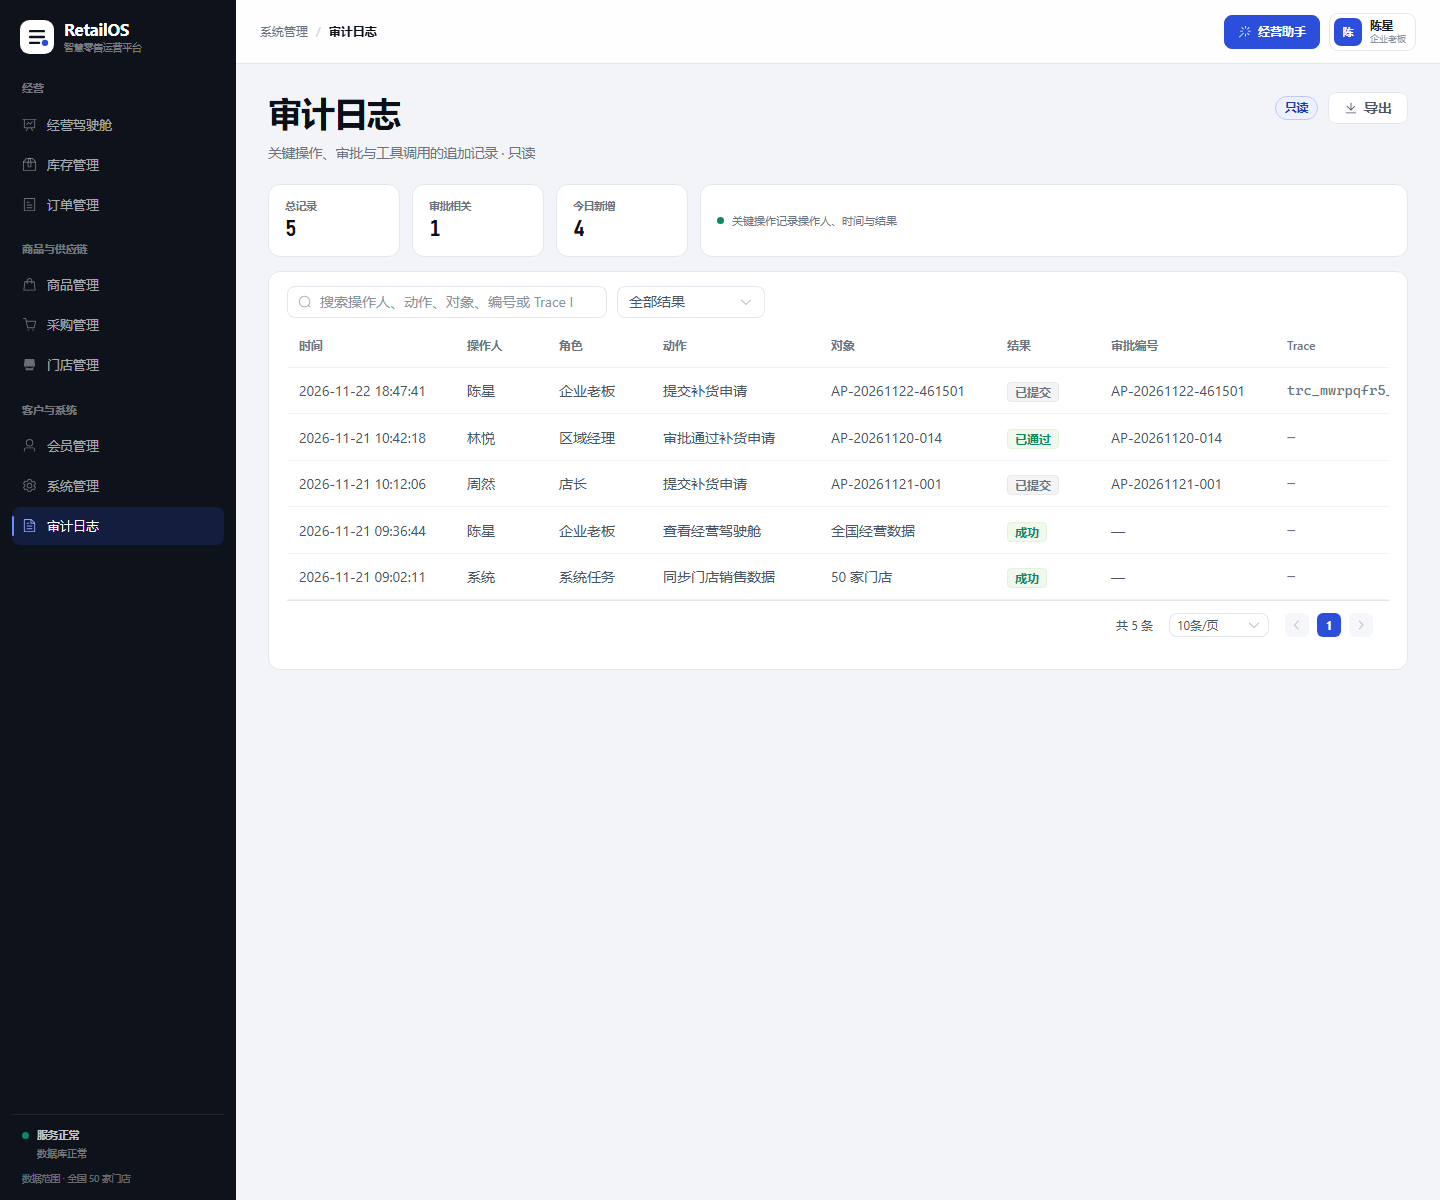 RetailOS
智慧零售运营平台
经营
经营驾驶舱
库存管理
订单管理
商品与供应链
商品管理
采购管理
门店管理
客户与系统
会员管理
系统管理
审计日志
服务正常
数据库正常
数据范围 · 全国 50 家门店
系统管理 / 审计日志
经营助手
陈
陈星
企业老板
审计日志
关键操作、审批与工具调用的追加记录 · 只读
只读
导出
总记录
5
审批相关
1
今日新增
4
关键操作记录操作人、时间与结果
搜索操作人、动作、对象、编号或 Trace I
全部结果
时间 操作人 角色 动作 对象 结果 审批编号 Trace
2026-11-22 18:47:41 陈星 企业老板 提交补货申请 AP-20261122-461501 已提交 AP-20261122-461501 trc_mwrpqfr5_
2026-11-21 10:42:18 林悦 区域经理 审批通过补货申请 AP-20261120-014 已通过 AP-20261120-014 —
2026-11-21 10:12:06 周然 店长 提交补货申请 AP-20261121-001 已提交 AP-20261121-001 —
2026-11-21 09:36:44 陈星 企业老板 查看经营驾驶舱 全国经营数据 成功 — —
2026-11-21 09:02:11 系统 系统任务 同步门店销售数据 50 家门店 成功 — —
共 5 条 10条/页 1